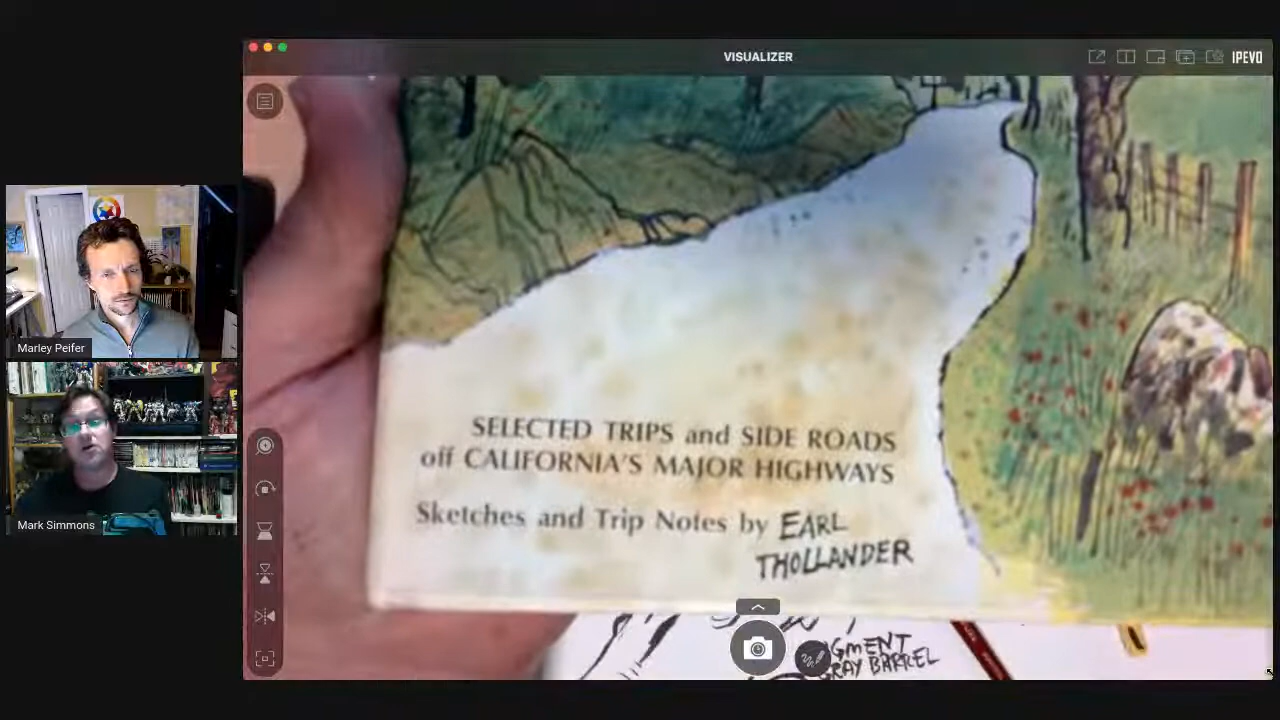 VISUALIZER
IPEVO
Marley Peifer
Mark Simmons
SELECTED TRIPS and SIDE ROADS
off CALIFORNIA'S MAJOR HIGHWAYS
Sketches and Trip Notes by EARL
THOLLANDER
GRAY BARREL